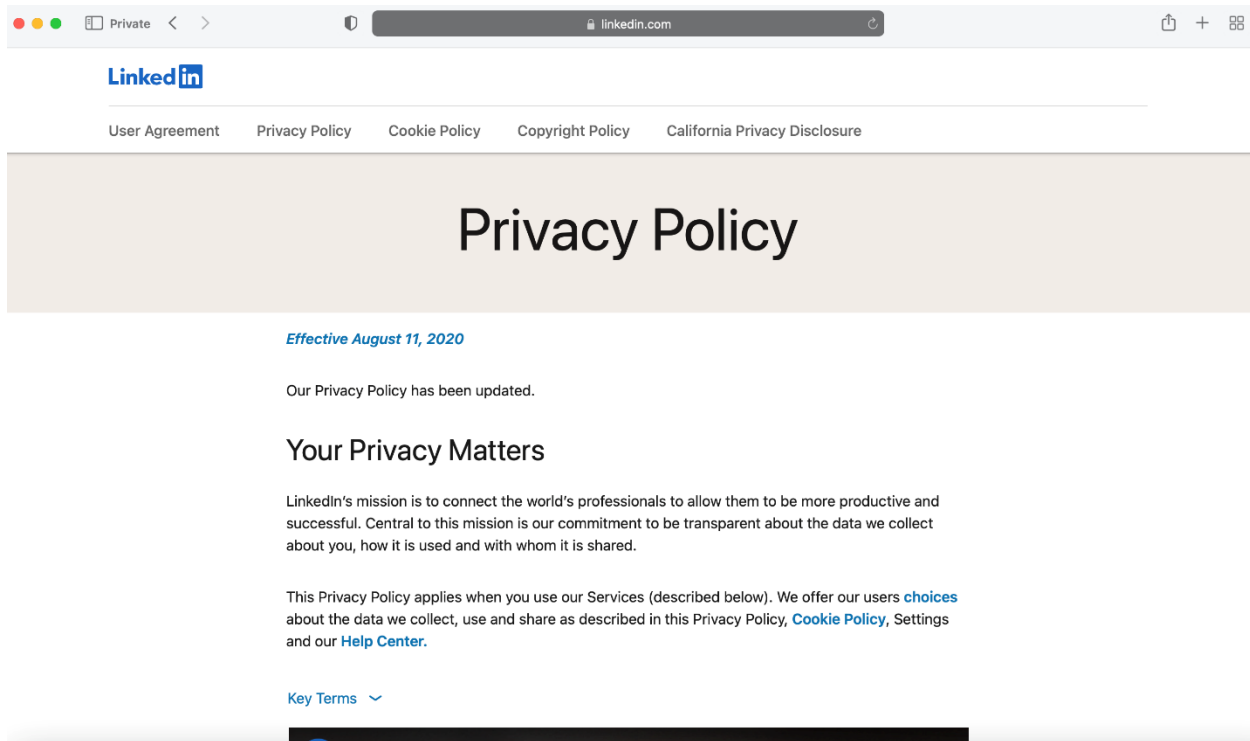 Private
linkedin.com
Linked in
User Agreement Privacy Policy Cookie Policy Copyright Policy California Privacy Disclosure
Privacy Policy
Effective August 11, 2020
Our Privacy Policy has been updated.
Your Privacy Matters
LinkedIn's mission is to connect the world's professionals to allow them to be more productive and
successful. Central to this mission is our commitment to be transparent about the data we collect
about you, how it is used and with whom it is shared.
This Privacy Policy applies when you use our Services (described below). We offer our users choices
about the data we collect, use and share as described in this Privacy Policy, Cookie Policy, Settings
and our Help Center.
Key Terms